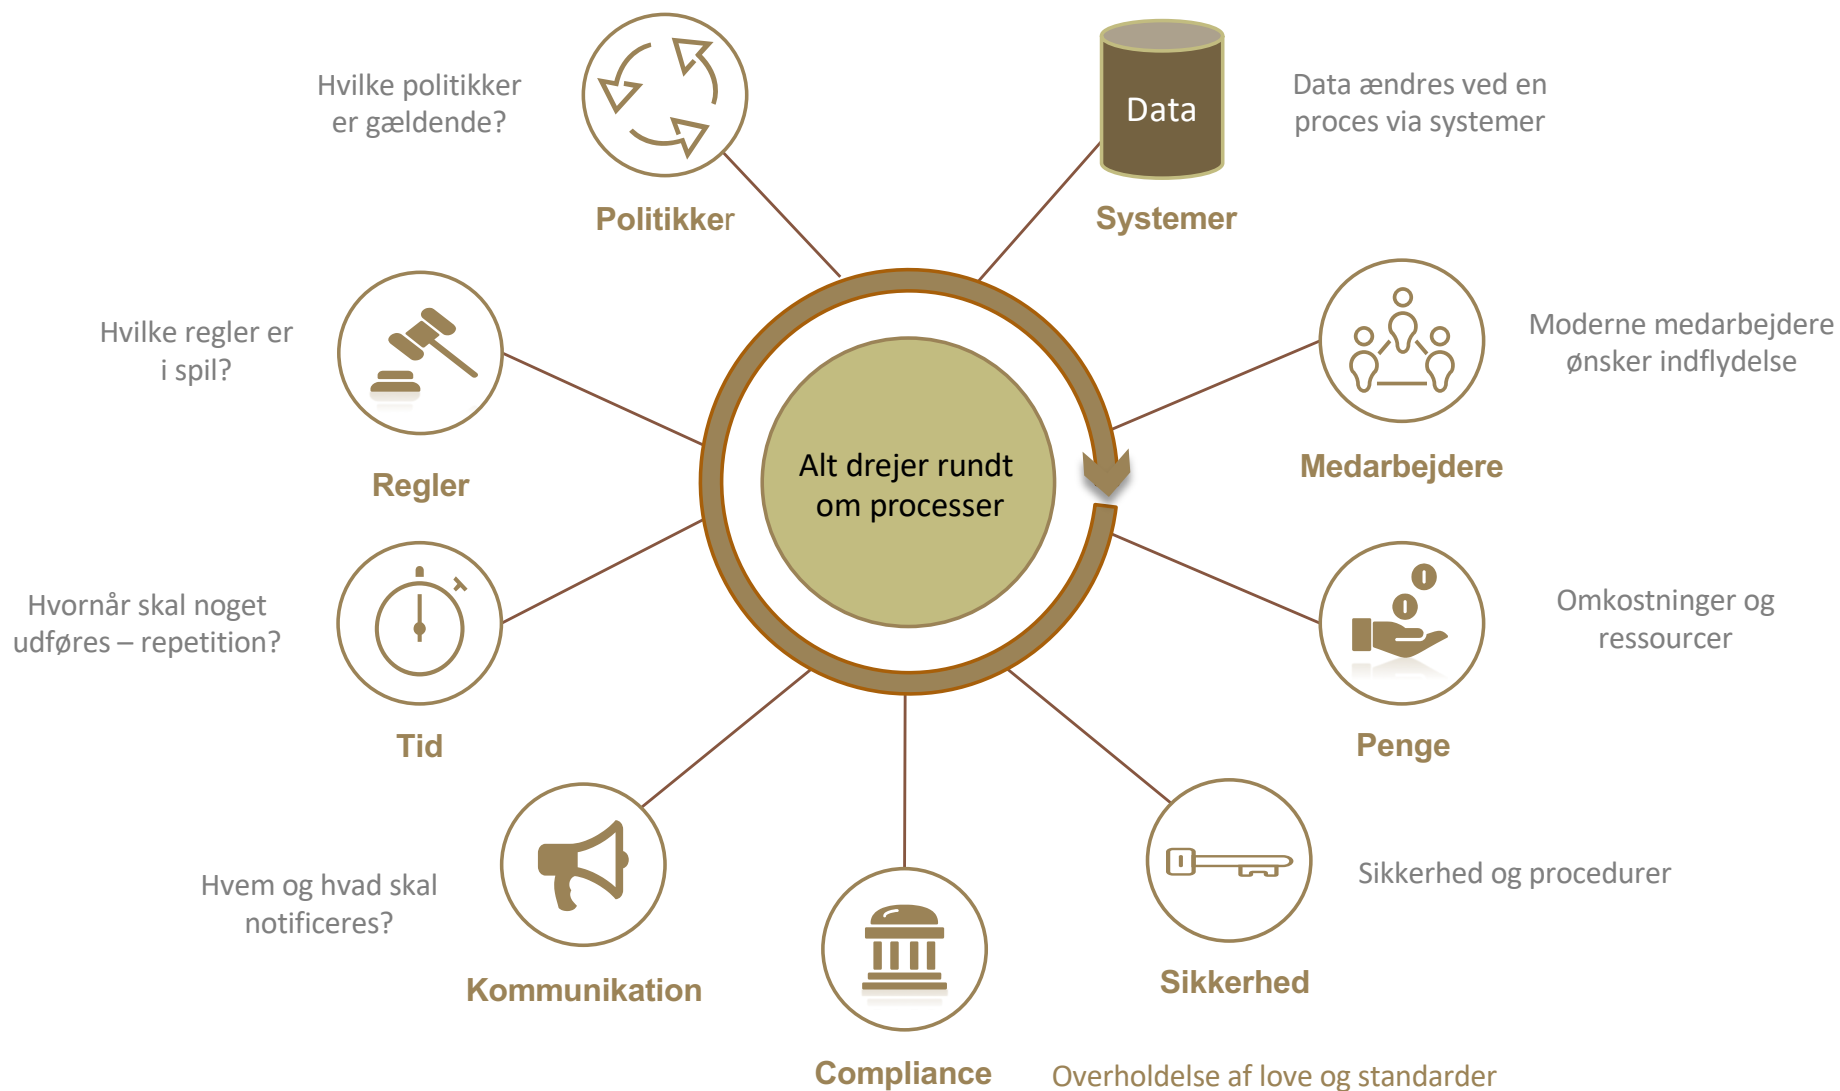 Hvilke politikker
er gældende?
Politikker
Data
Data ændres ved en
proces via systemer
Systemer
Hvilke regler er
i spil?
Regler
Moderne medarbejdere
ønsker indflydelse
Medarbejdere
Alt drejer rundt
om processer
Hvornår skal noget
udføres – repetition?
Tid
Omkostninger og
ressourcer
Penge
Hvem og hvad skal
notificeres?
Kommunikation
Sikkerhed og procedurer
Sikkerhed
Compliance
Overholdelse af love og standarder